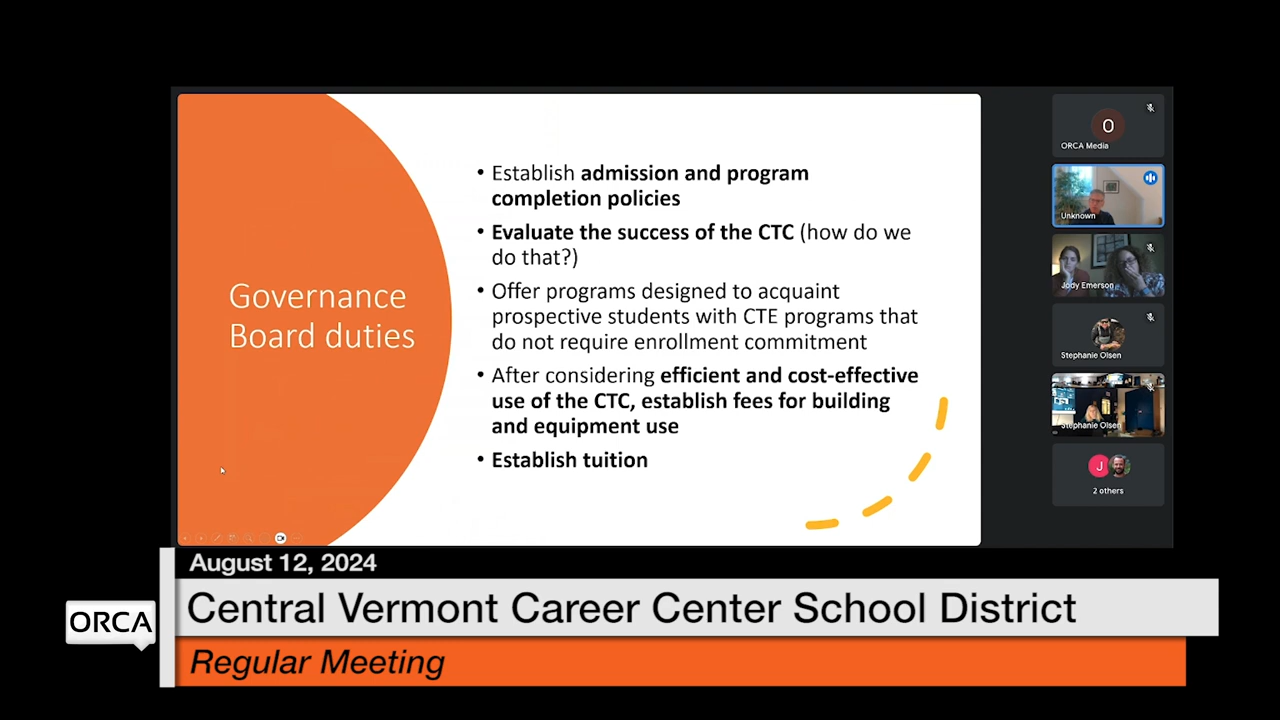 Governance
Board duties
• Establish admission and program
completion policies
• Evaluate the success of the CTC (how do we
do that?)
• Offer programs designed to acquaint
prospective students with CTE programs that
do not require enrollment commitment
• After considering efficient and cost-effective
use of the CTC, establish fees for building
and equipment use
• Establish tuition
O
ORCA Media
Unknown
Jody Emerson
Stephanie Olsen
Stephanie Olsen
J
2 others
August 12, 2024
ORCA
Central Vermont Career Center School District
Regular Meeting